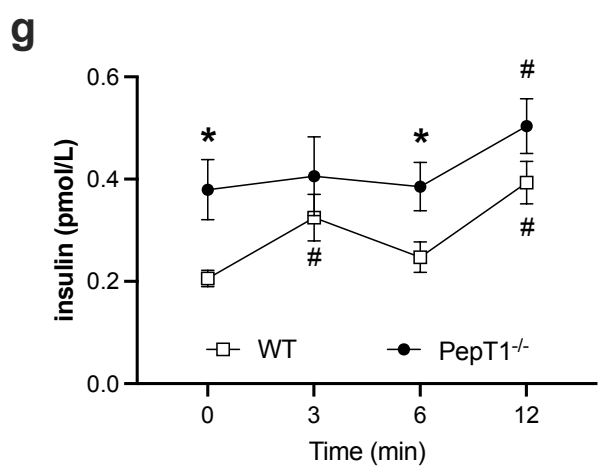 g
#
0.6
*
*
0.4
#
#
insulin (pmol/L)
0.2
WT
PepT1-/-
0.0
0
3
6
12
Time (min)